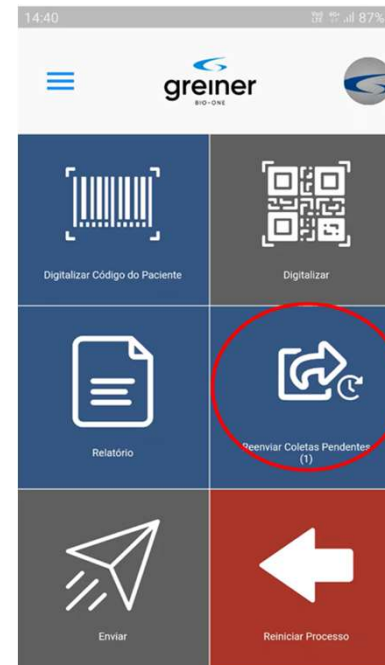 14:40
87%
greiner
BIO-ONE
Digitalizar Código do Paciente
Digitalizar
Relatório
Reenviar Coletas Pendentes
(1)
Enviar
Reiniciar Processo